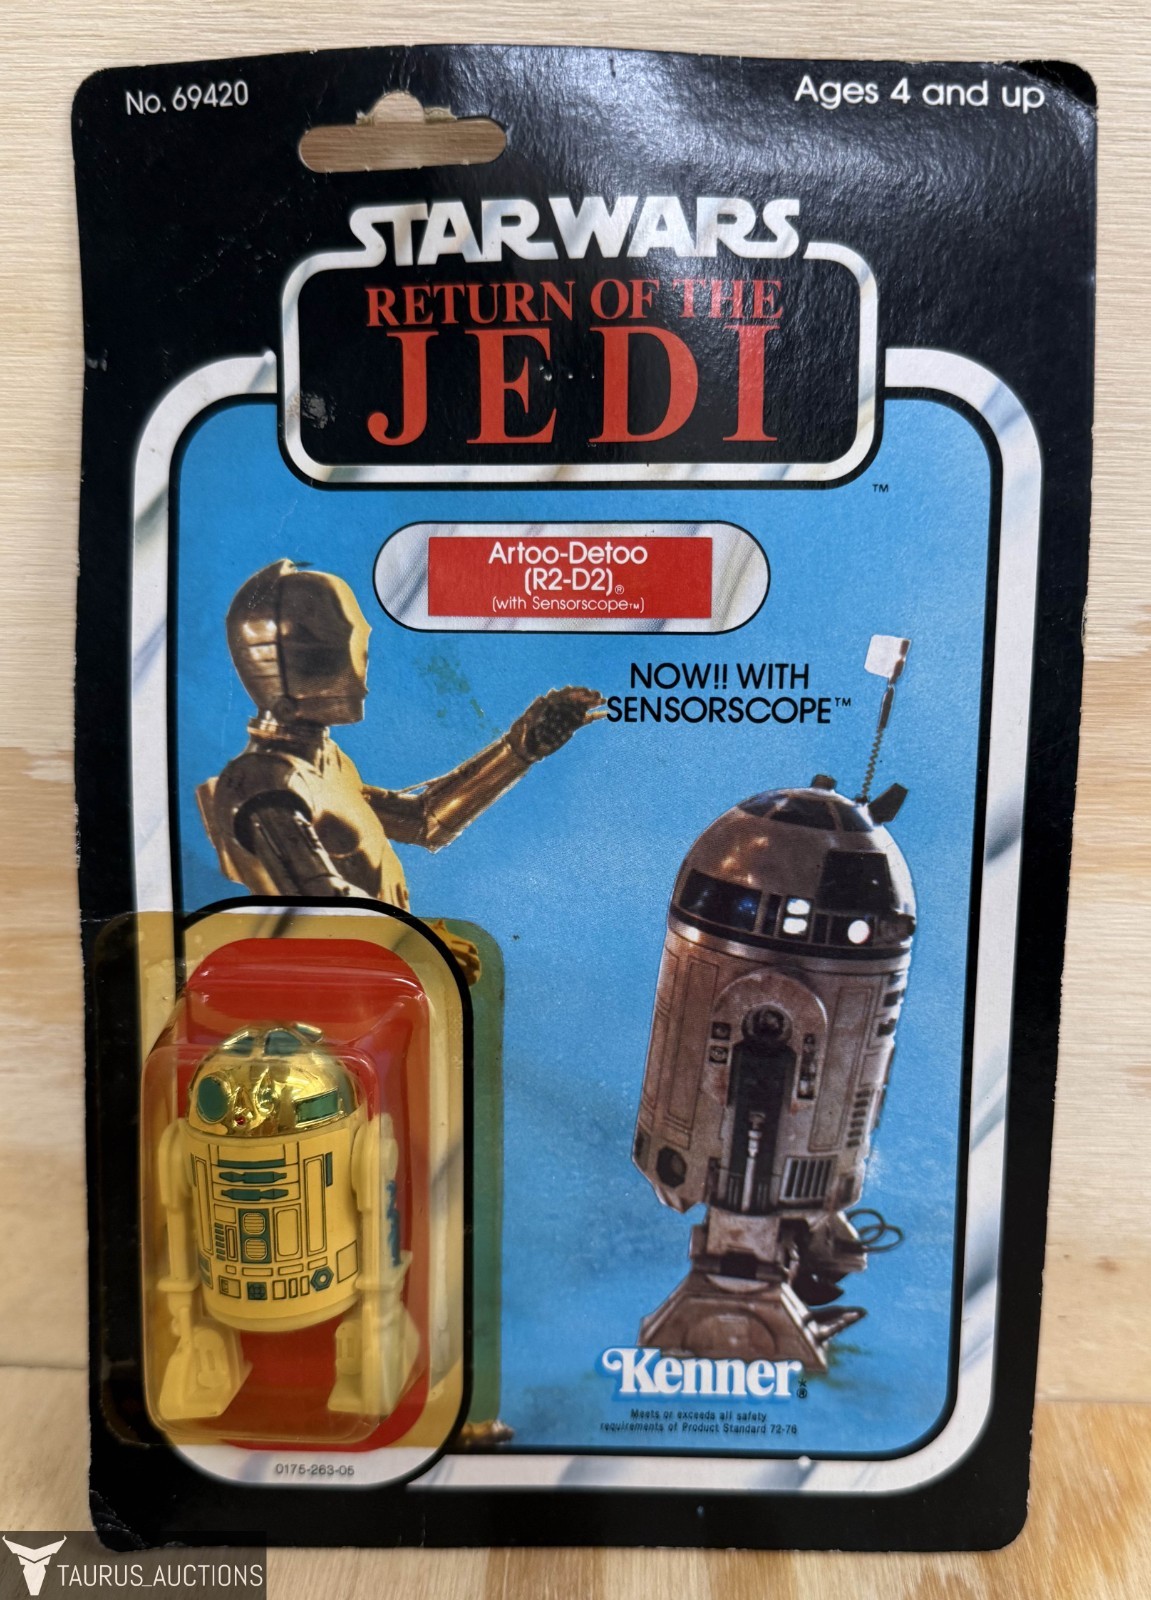 No. 69420
Ages 4 and up
STAR WARS
RETURN OF THE
JEDI
TM
Artoo-Detoo
(R2-D2)®
(with Sensorscope™)
NOW!! WITH
SENSORSCOPE™
Kenner®
Meets or exceeds all safety
requirements of Product Standard 72-76
0175-263-05
TAURUS_AUCTIONS